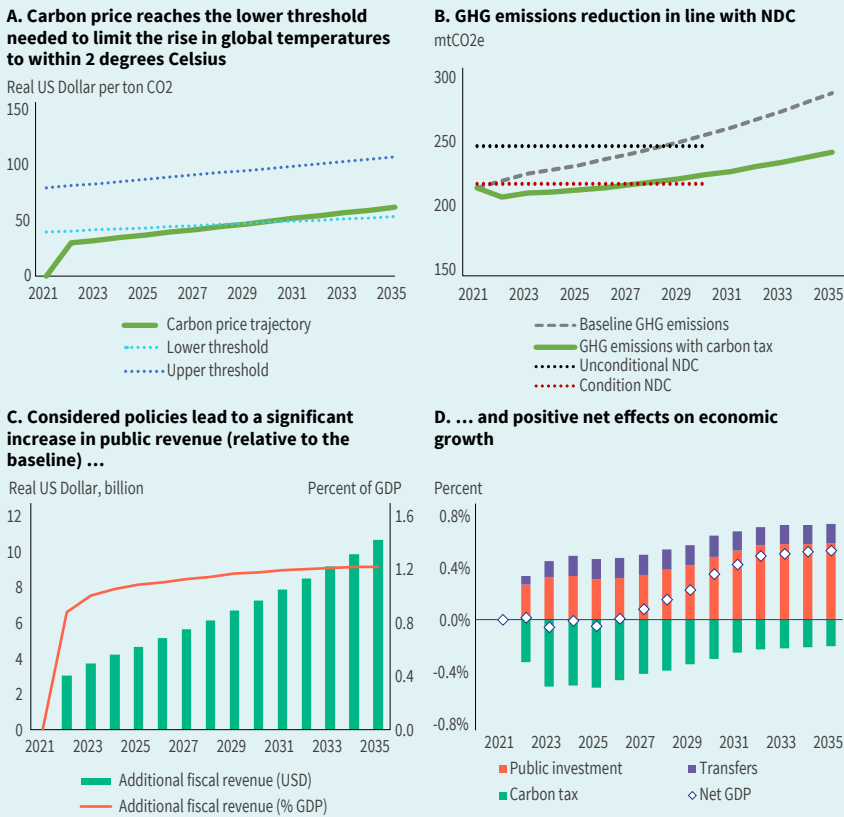 A. Carbon price reaches the lower threshold
needed to limit the rise in global temperatures
to within 2 degrees Celsius
Real US Dollar per ton CO2
150
100
50
0
2021 2023 2025 2027 2029 2031 2033 2035
Carbon price trajectory
Lower threshold
Upper threshold
B. GHG emissions reduction in line with NDC
mtCO2e
300
250
200
150
2021 2023 2025 2027 2029 2031 2033 2035
Baseline GHG emissions
GHG emissions with carbon tax
Unconditional NDC
Condition NDC
C. Considered policies lead to a significant
increase in public revenue (relative to the
baseline) ...
Real US Dollar, billion Percent of GDP
12 1.6
10
8 1.2
6 0.8
4
2 0.4
0 0.0
2021 2023 2025 2027 2029 2031 2033 2035
Additional fiscal revenue (USD)
Additional fiscal revenue (% GDP)
D. ... and positive net effects on economic
growth
Percent
0.8%
0.4%
0.0%
-0.4%
-0.8%
2021 2023 2025 2027 2029 2031 2033 2035
Public investment Transfers
Carbon tax Net GDP